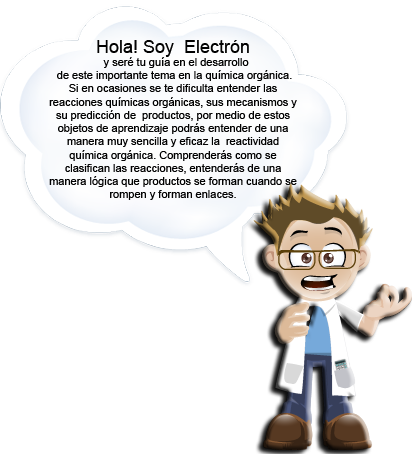 Hola! Soy Electrón
y seré tu guía en el desarrollo
de este importante tema en la química orgánica.
Si en ocasiones se te dificulta entender las
reacciones químicas orgánicas, sus mecanismos y
su predicción de productos, por medio de estos
objetos de aprendizaje podrás entender de una
manera muy sencilla y eficaz la reactividad
química orgánica. Comprenderás como se
clasifican las reacciones, entenderás de una
manera lógica que productos se forman cuando se
rompen y forman enlaces.